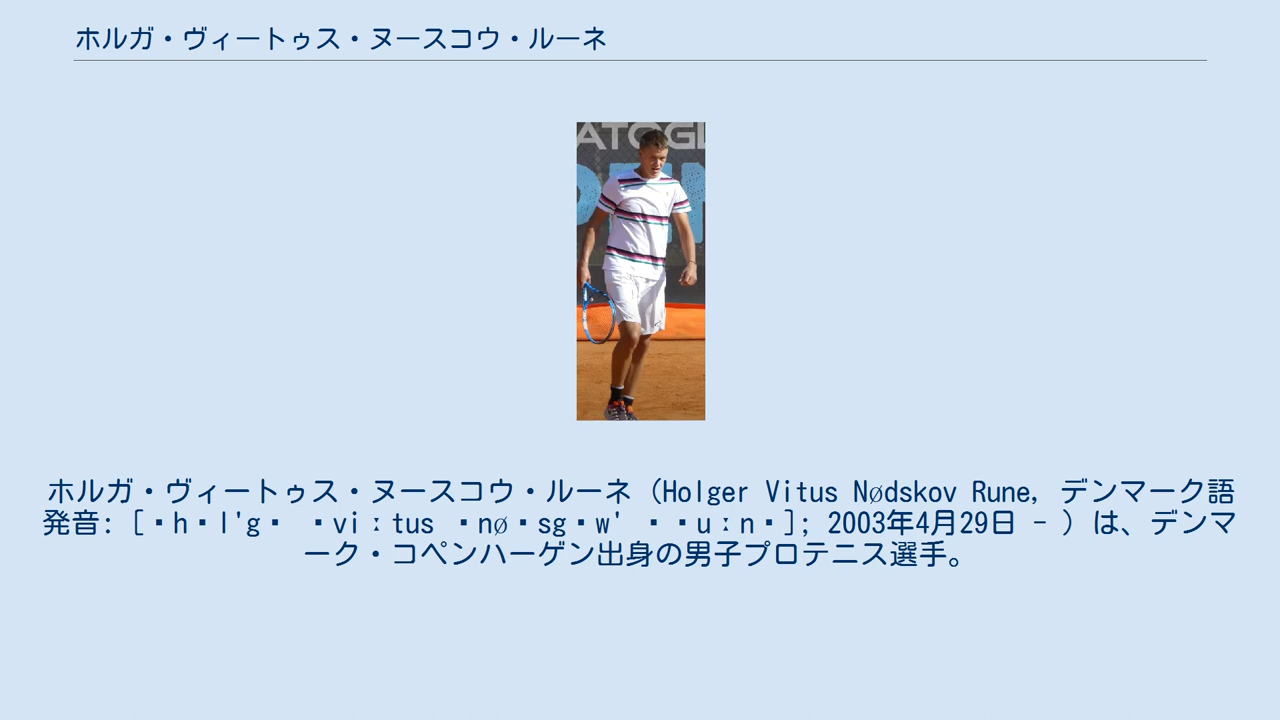 ホルガ・ヴィートゥス・ヌースコウ・ルーネ
ATOGL
ホルガ・ヴィートゥス・ヌースコウ・ルーネ（Holger Vitus Nødskov Rune, デンマーク語
発音: [・h・l'g・ ・viːtus ・nø・sg・w' ・・uːn・]; 2003年4月29日 - ）は、デンマ
ーク・コペンハーゲン出身の男子プロテニス選手。